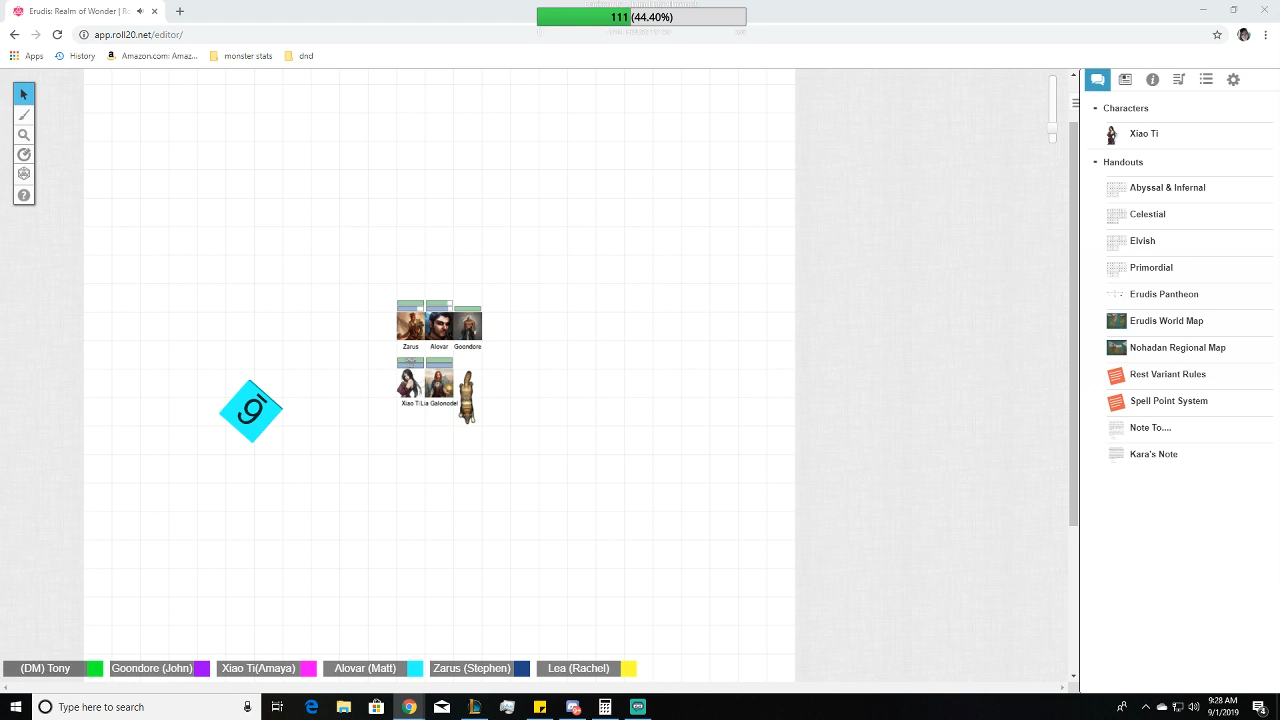 Erudis: Realm of Wonder | Ro
111 (44.40%)
app.roll20.net/editor/
Apps
History
Amazon.com: Amaz...
monster stats
dnd
Characters
Xiao Ti
Handouts
Abyssal & Infernal
Celestial
Elvish
Primordial
Erudis Pantheon
Erudis World Map
Noradan Regional Map
Rest Variant Rules
Spell Point System
Note To....
Kara's Note
Zarus
Alovar
Goondore
Xiao Ti
Lia Galonodel
(DM) Tony
Goondore (John)
Xiao Ti(Amaya)
Alovar (Matt)
Zarus (Stephen)
Lea (Rachel)
Type here to search
9:28 AM
9/1/2019